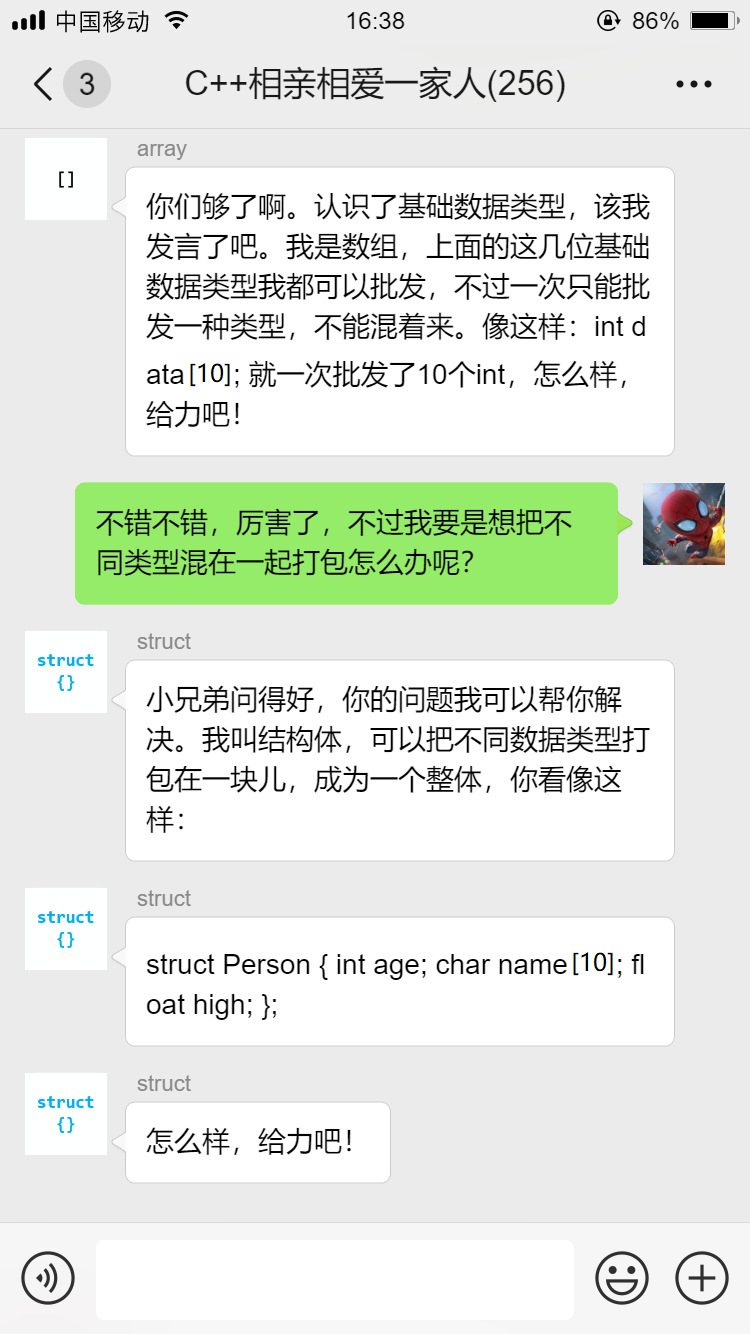 中国移动 16:38 86%
3 C++相亲相爱一家人(256)
array
[]
你们够了啊。认识了基础数据类型，该我
发言了吧。我是数组，上面的这几位基础
数据类型我都可以批发，不过一次只能批
发一种类型，不能混着来。像这样：int d
ata[10]; 就一次批发了10个int，怎么样，
给力吧！
不错不错，厉害了，不过我要是想把不
同类型混在一起打包怎么办呢？
struct
struct
{}
小兄弟问得好，你的问题我可以帮你解
决。我叫结构体，可以把不同数据类型打
包在一块儿，成为一个整体，你看像这
样：
struct
struct
{}
struct Person { int age; char name[10]; fl
oat high; };
struct
struct
{}
怎么样，给力吧！